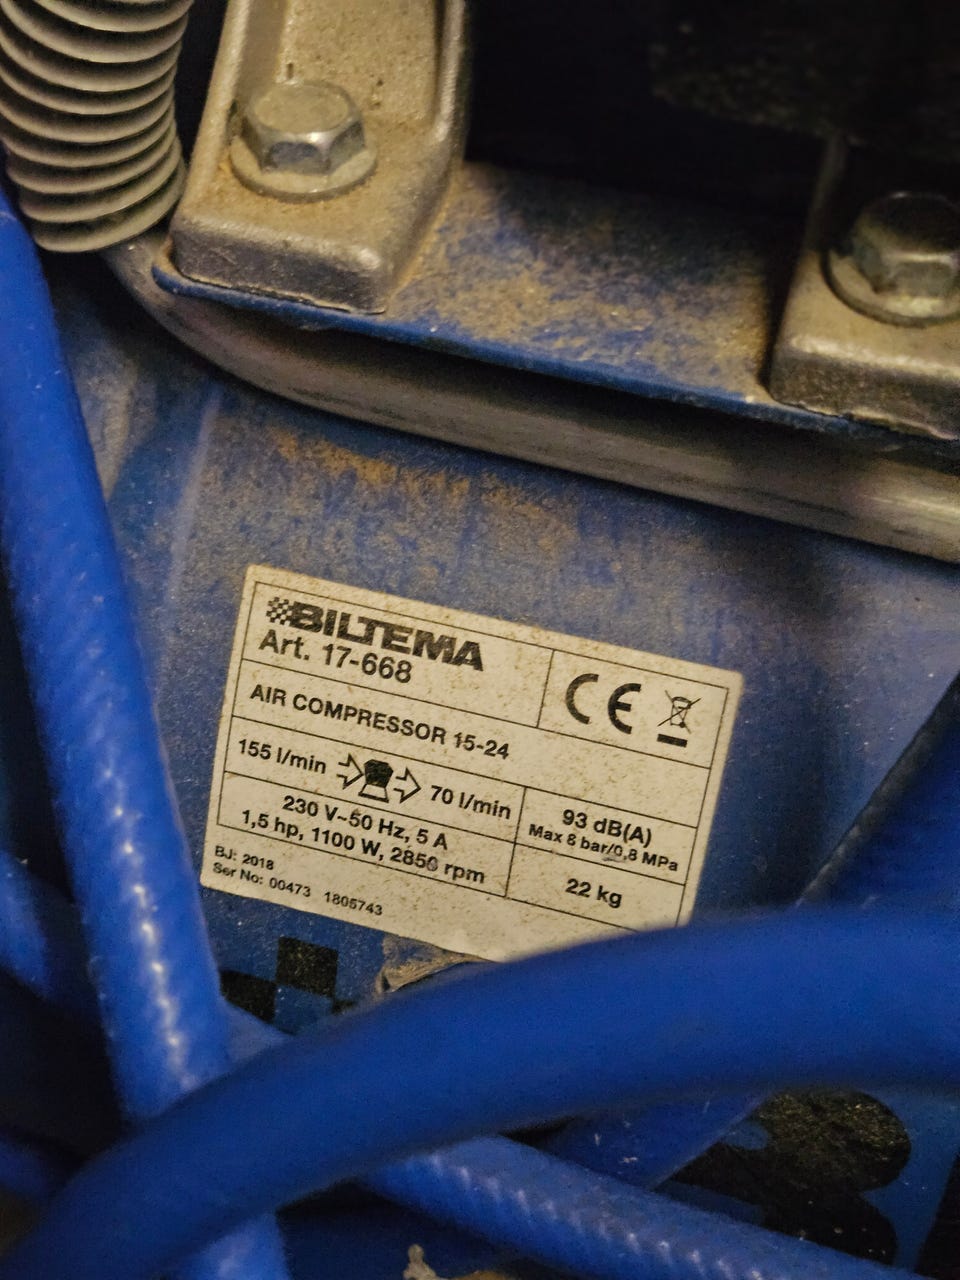 BILTEMA
Art. 17-668
CE
AIR COMPRESSOR 15-24
155 l/min 70 l/min
93 dB(A)
Max 8 bar/0,8 MPa
230 V~50 Hz, 5 A
1,5 hp, 1100 W, 2850 rpm
22 kg
BJ: 2018
Ser No: 00473 1805743